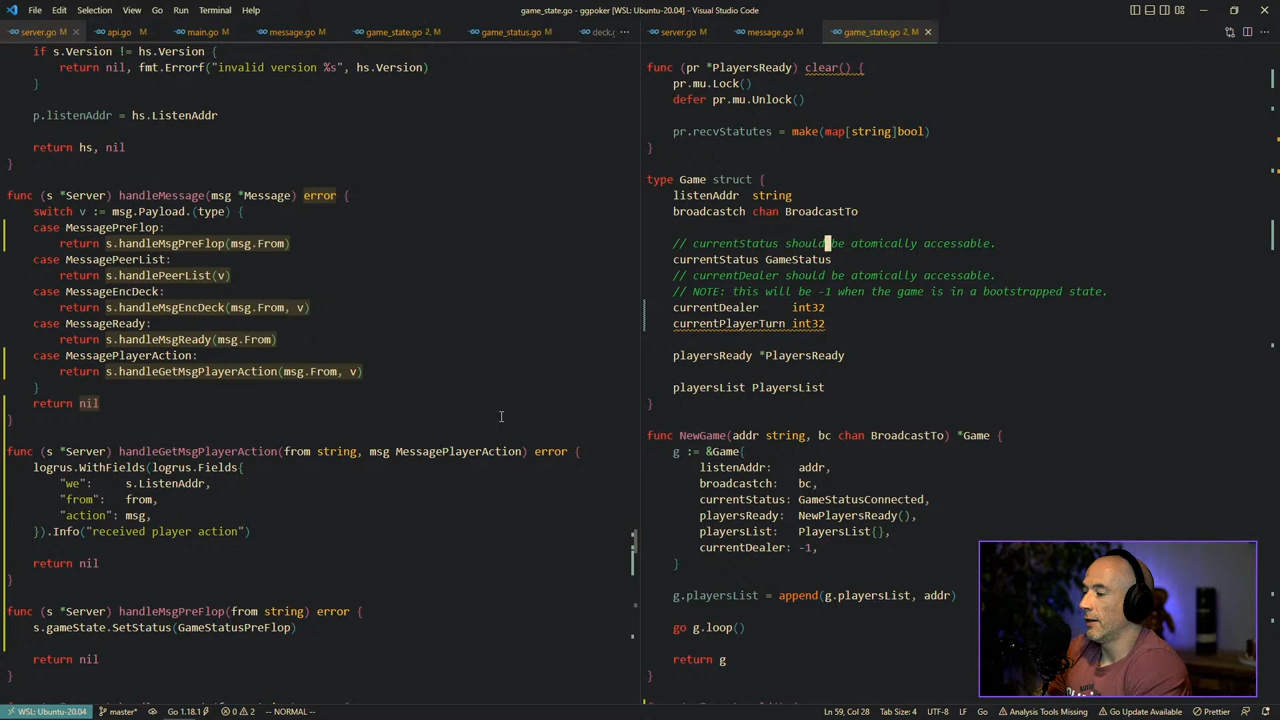 File Edit Selection View Go Run Terminal Help
game_state.go - ggpoker [WSL: Ubuntu-20.04] - Visual Studio Code
server.go M api.go M main.go M message.go M game_state.go 2, M game_status.go M deck.g
if s.Version != hs.Version {
return nil, fmt.Errorf("invalid version %s", hs.Version)
}
p.listenAddr = hs.ListenAddr
return hs, nil
}
func (s *Server) handleMessage(msg *Message) error {
switch v := msg.Payload.(type) {
case MessagePreFlop:
return s.handleMsgPreFlop(msg.From)
case MessagePeerList:
return s.handlePeerList(v)
case MessageEncDeck:
return s.handleMsgEncDeck(msg.From, v)
case MessageReady:
return s.handleMsgReady(msg.From)
case MessagePlayerAction:
return s.handleGetMsgPlayerAction(msg.From, v)
}
return nil
}
func (s *Server) handleGetMsgPlayerAction(from string, msg MessagePlayerAction) error {
logrus.WithFields(logrus.Fields{
"we": s.ListenAddr,
"from": from,
"action": msg,
}).Info("received player action")
return nil
}
func (s *Server) handleMsgPreFlop(from string) error {
s.gameState.SetStatus(GameStatusPreFlop)
return nil
}
server.go M message.go M game_state.go 2, M
func (pr *PlayersReady) clear() {
pr.mu.Lock()
defer pr.mu.Unlock()
pr.recvStatutes = make(map[string]bool)
}
type Game struct {
listenAddr string
broadcastch chan BroadcastTo
// currentStatus should be atomically accessable.
currentStatus GameStatus
// currentDealer should be atomically accessable.
// NOTE: this will be -1 when the game is in a bootstrapped state.
currentDealer int32
currentPlayerTurn int32
playersReady *PlayersReady
playersList PlayersList
}
func NewGame(addr string, bc chan BroadcastTo) *Game {
g := &Game{
listenAddr: addr,
broadcastch: bc,
currentStatus: GameStatusConnected,
playersReady: NewPlayersReady(),
playersList: PlayersList{},
currentDealer: -1,
}
g.playersList = append(g.playersList, addr)
go g.loop()
return g
}
WSL: Ubuntu-20.04 master* Go 1.18.1 0 2 -- NORMAL -- Ln 59, Col 28 Tab Size: 4 UTF-8 LF Go Analysis Tools Missing Go Update Available Prettier